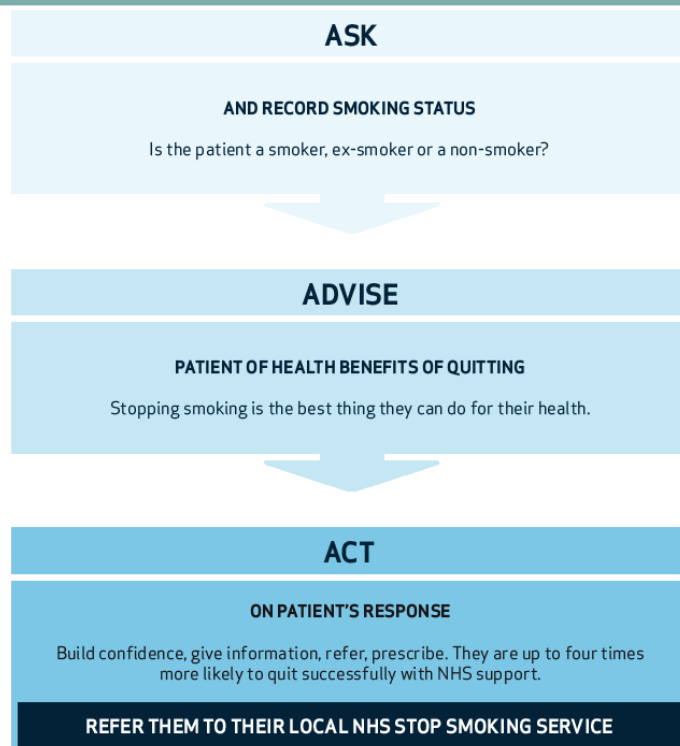 ASK
AND RECORD SMOKING STATUS
Is the patient a smoker, ex-smoker or a non-smoker?
ADVISE
PATIENT OF HEALTH BENEFITS OF QUITTING
Stopping smoking is the best thing they can do for their health.
ACT
ON PATIENT'S RESPONSE
Build confidence, give information, refer, prescribe. They are up to four times
more likely to quit successfully with NHS support.
REFER THEM TO THEIR LOCAL NHS STOP SMOKING SERVICE